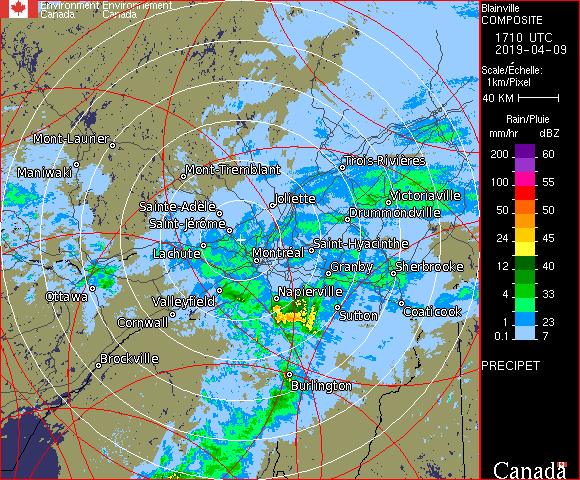 Environment Environnement
Canada Canada
Blainville
COMPOSITE
1710 UTC
2019-04-09
Scale/Échelle:
1km/Pixel
40 KM
Rain/Pluie
mm/hr dBZ
200 60
100 55
50 50
24 45
12 40
4 33
1 23
0.1 7
PRECIPET
Canada
Mont-Laurier
Maniwaki
Mont-Tremblant
Trois-Rivières
Sainte-Adèle
Joliette
Victoriaville
Saint-Jérôme
Drummondville
Lachute
Montréal
Saint-Hyacinthe
Granby
Sherbrooke
Ottawa
Valleyfield
Napierville
Cornwall
Sutton
Coaticook
Brockville
Burlington